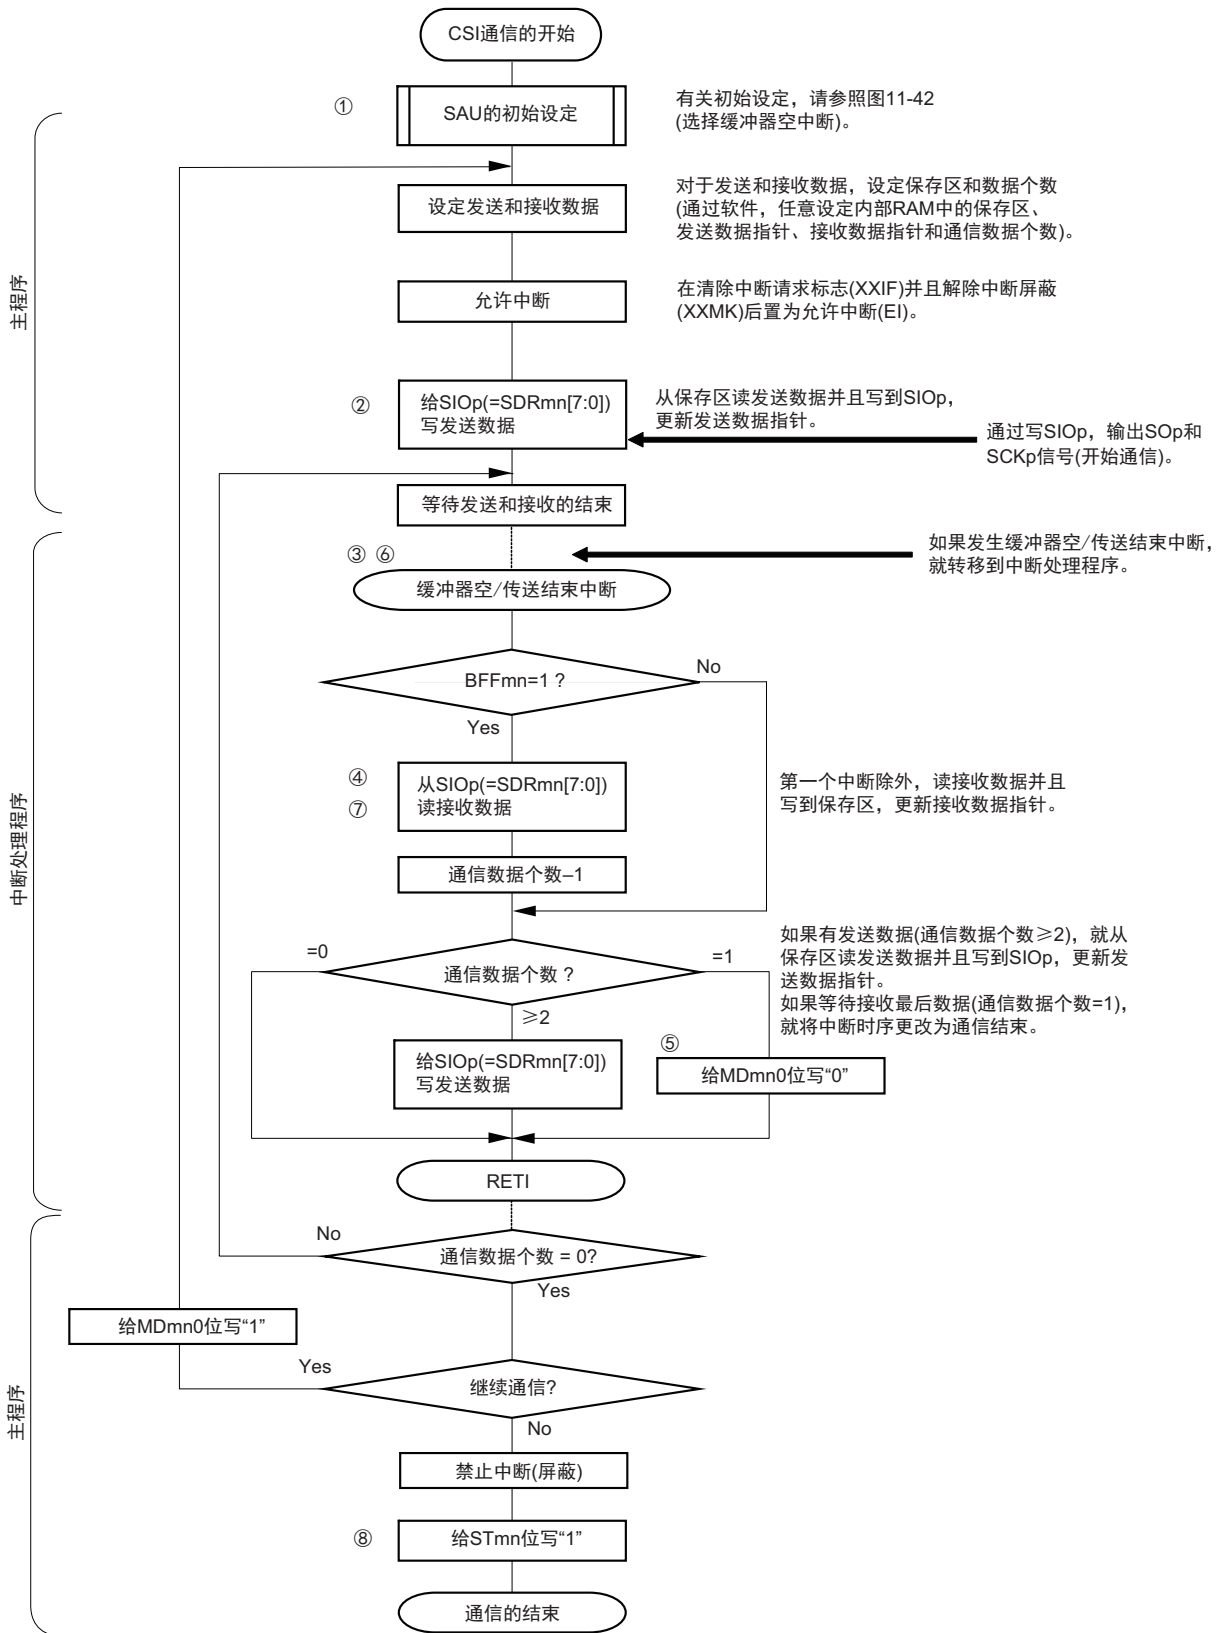 CSI通信的开始
①
SAU的初始设定
有关初始设定，请参照图11-42
(选择缓冲器空中断)。
设定发送和接收数据
对于发送和接收数据，设定保存区和数据个数
(通过软件，任意设定内部RAM中的保存区、
发送数据指针、接收数据指针和通信数据个数)。
主程序
允许中断
在清除中断请求标志(XXIF)并且解除中断屏蔽
(XXMK)后置为允许中断(EI)。
②
给SIOp(=SDRmn[7:0])
写发送数据
从保存区读发送数据并且写到SIOp，
更新发送数据指针。
通过写SIOp，输出SOp和
SCKp信号(开始通信)。
等待发送和接收的结束
③ ⑥
如果发生缓冲器空/传送结束中断，
就转移到中断处理程序。
缓冲器空/传送结束中断
BFFmn=1 ?
No
Yes
④
⑦
从SIOp(=SDRmn[7:0])
读接收数据
第一个中断除外，读接收数据并且
写到保存区，更新接收数据指针。
中断处理程序
通信数据个数–1
=0
通信数据个数 ?
=1
≥2
如果有发送数据(通信数据个数≥2)，就从
保存区读发送数据并且写到SIOp，更新发
送数据指针。
如果等待接收最后数据(通信数据个数=1)，
就将中断时序更改为通信结束。
给SIOp(=SDRmn[7:0])
写发送数据
⑤
给MDmn0位写“0”
RETI
No
通信数据个数 = 0?
Yes
给MDmn0位写“1”
Yes
继续通信?
No
主程序
禁止中断(屏蔽)
⑧
给STmn位写“1”
通信的结束